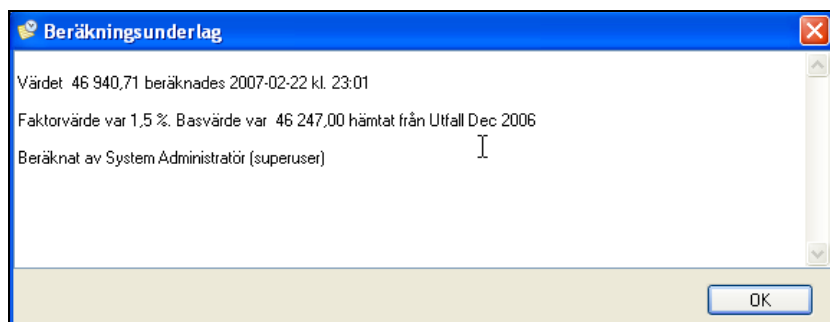 Beräkningsunderlag
Värdet 46 940,71 beräknades 2007-02-22 kl. 23:01
Faktorvärde var 1,5 %. Basvärde var 46 247,00 hämtat från Utfall Dec 2006
Beräknat av System Administratör (superuser)
OK